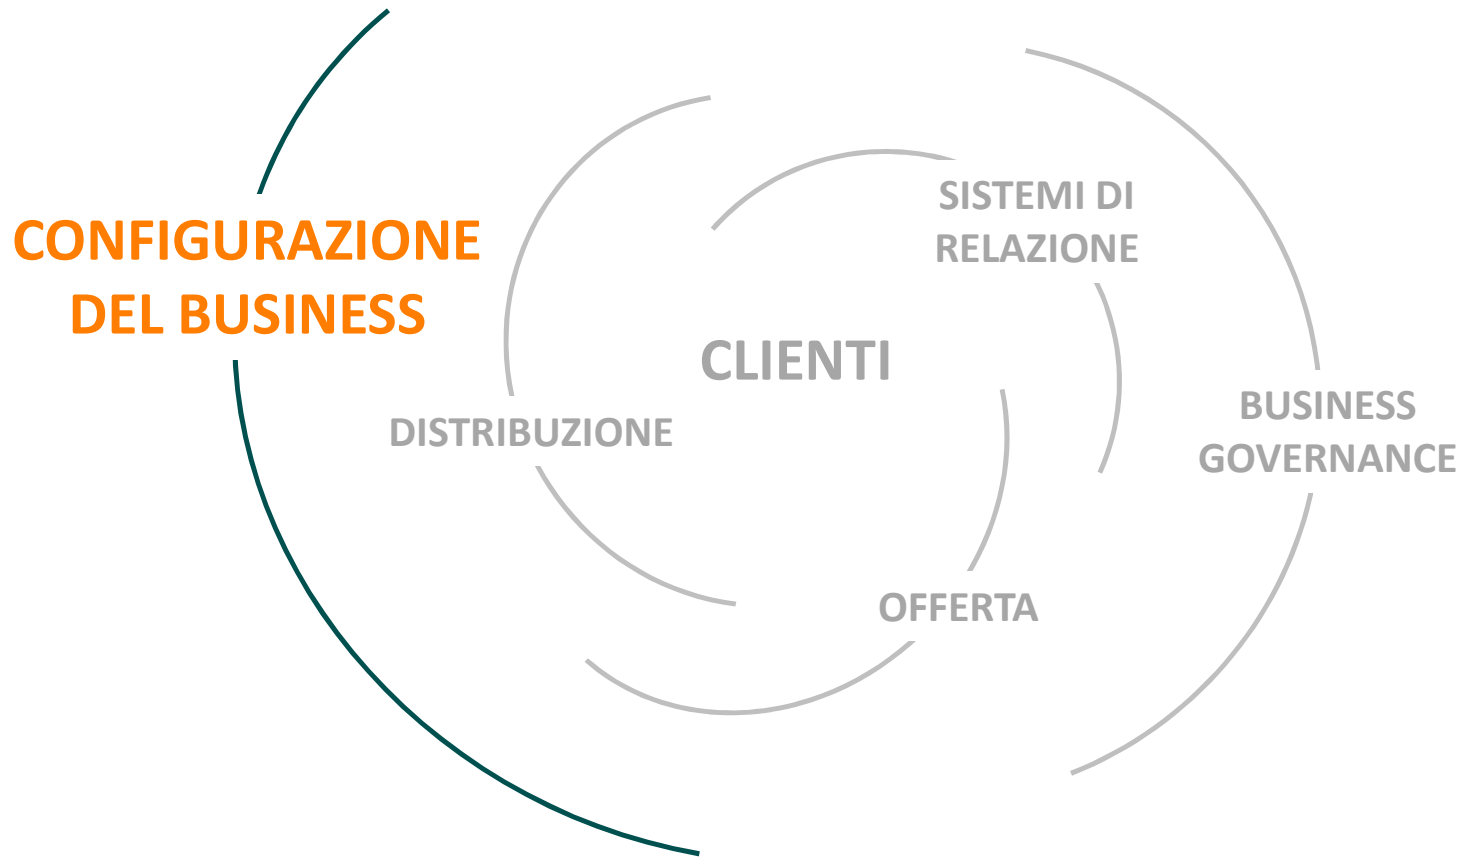 CONFIGURAZIONE
DEL BUSINESS
SISTEMI DI
RELAZIONE
CLIENTI
DISTRIBUZIONE
BUSINESS
GOVERNANCE
OFFERTA